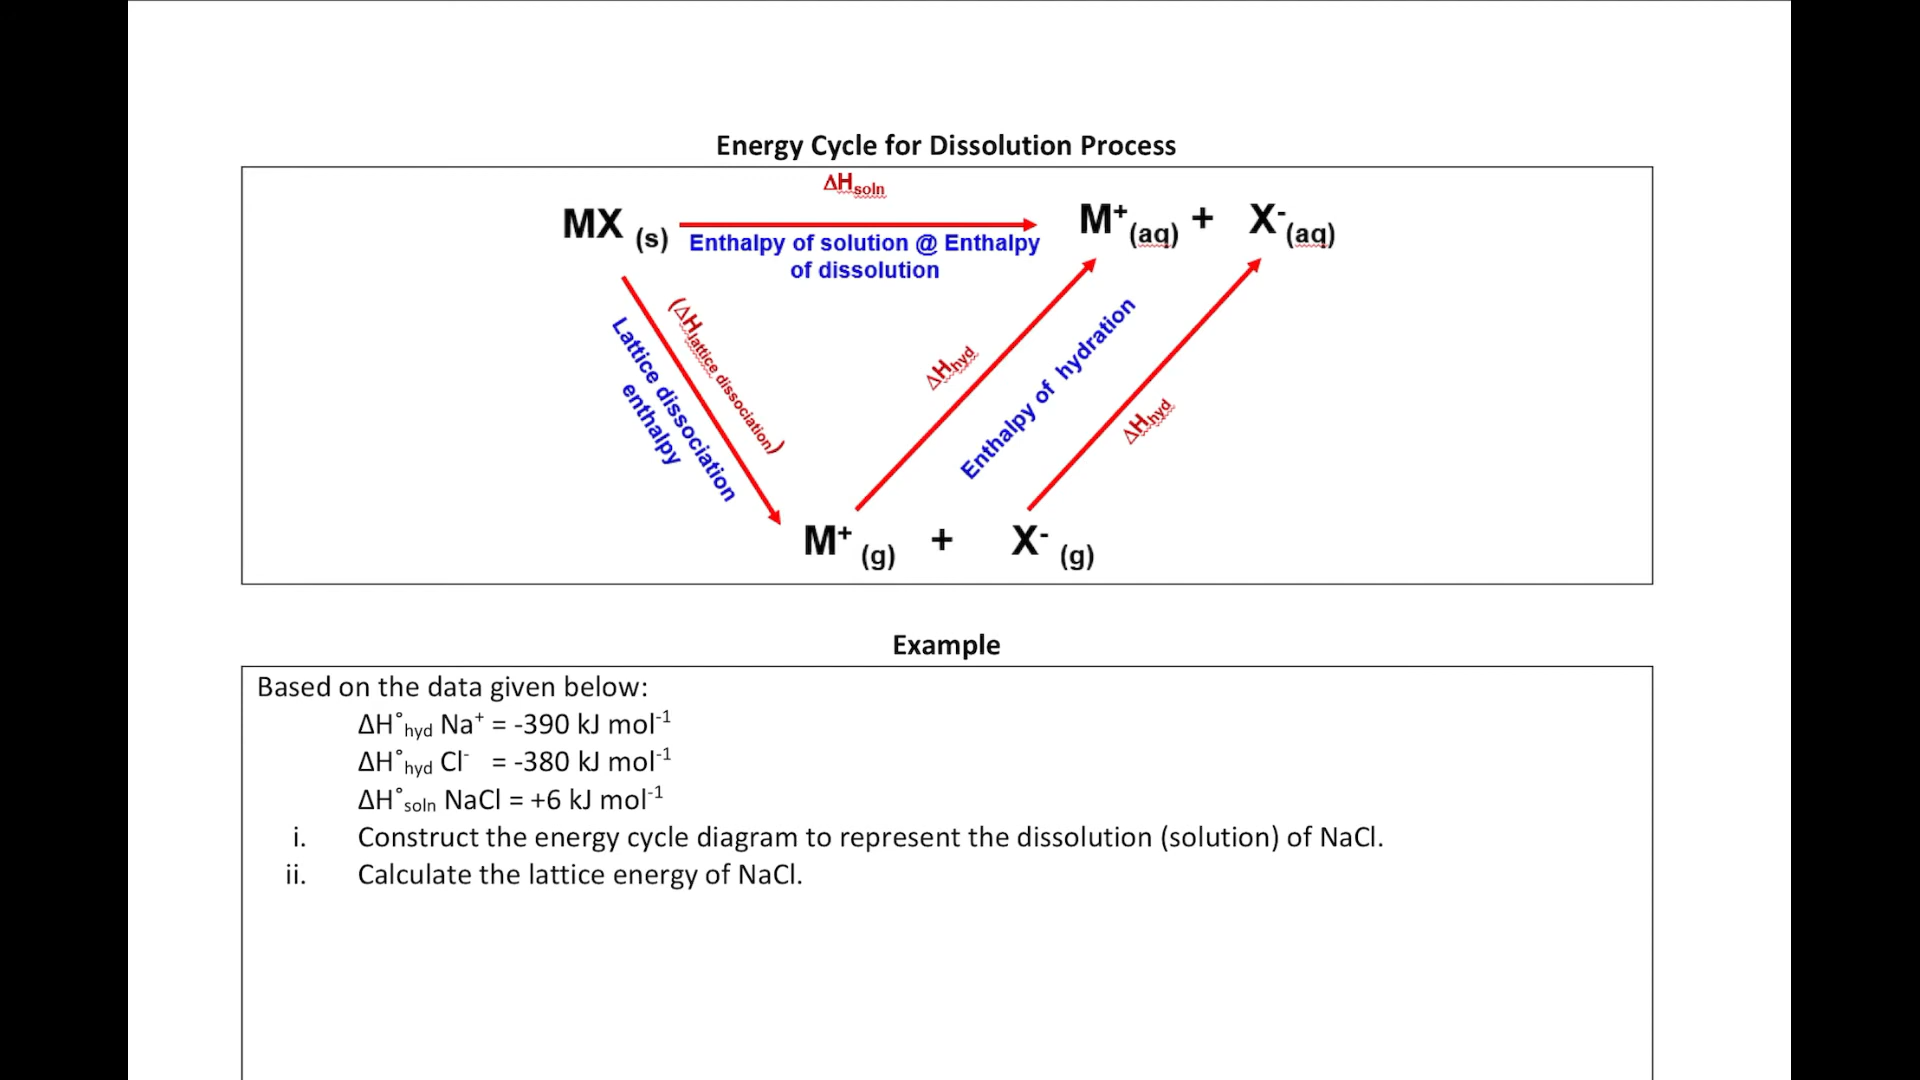 Energy Cycle for Dissolution Process
ΔHsoln
MX (s)
M⁺(aq) + X⁻(aq)
Enthalpy of solution @ Enthalpy
of dissolution
(ΔHlattice dissociation)
Lattice dissociation
enthalpy
ΔHhyd
Enthalpy of hydration
ΔHhyd
M⁺ (g) + X⁻ (g)
Example
Based on the data given below:
ΔH˚hyd Na⁺ = -390 kJ mol⁻¹
ΔH˚hyd Cl⁻ = -380 kJ mol⁻¹
ΔH˚soln NaCl = +6 kJ mol⁻¹
i. Construct the energy cycle diagram to represent the dissolution (solution) of NaCl.
ii. Calculate the lattice energy of NaCl.